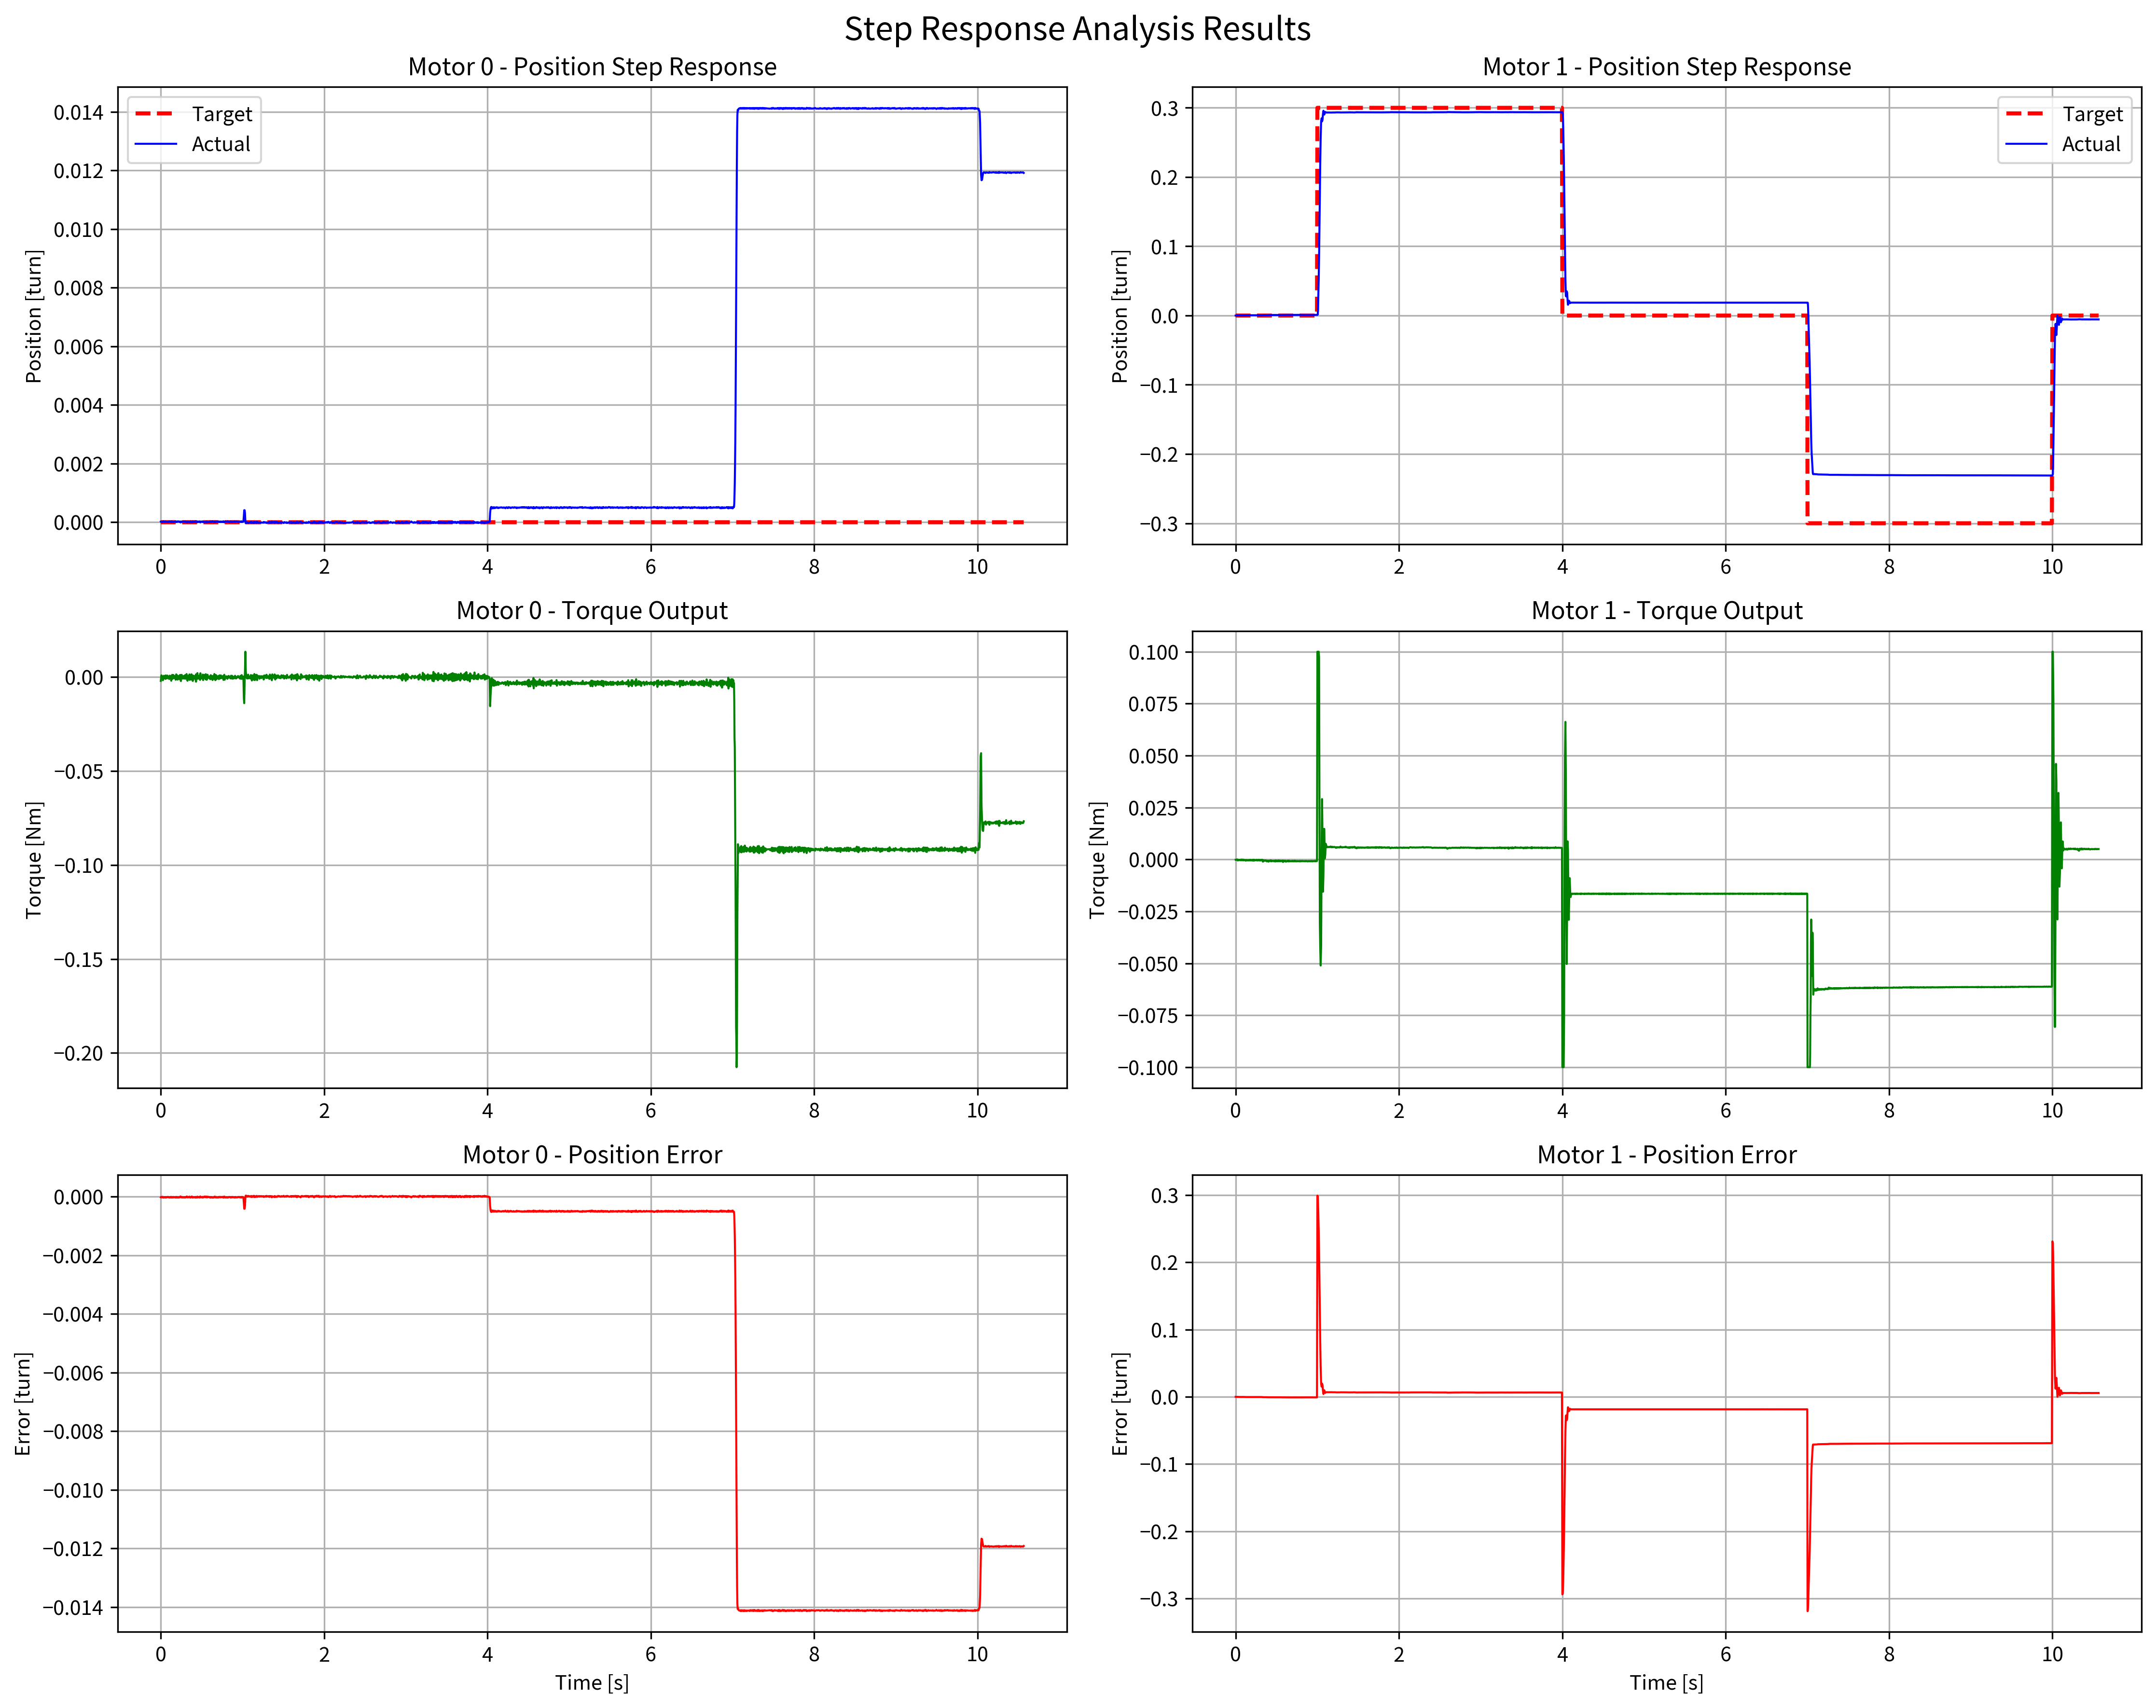 Step Response Analysis Results
Motor 0 - Position Step Response
Position [turn]
0.014
0.012
0.010
0.008
0.006
0.004
0.002
0.000
Target
Actual
0 2 4 6 8 10
Motor 1 - Position Step Response
Position [turn]
0.3
0.2
0.1
0.0
−0.1
−0.2
−0.3
Target
Actual
0 2 4 6 8 10
Motor 0 - Torque Output
Torque [Nm]
0.00
−0.05
−0.10
−0.15
−0.20
0 2 4 6 8 10
Motor 1 - Torque Output
Torque [Nm]
0.100
0.075
0.050
0.025
0.000
−0.025
−0.050
−0.075
−0.100
0 2 4 6 8 10
Motor 0 - Position Error
Error [turn]
0.000
−0.002
−0.004
−0.006
−0.008
−0.010
−0.012
−0.014
0 2 4 6 8 10
Time [s]
Motor 1 - Position Error
Error [turn]
0.3
0.2
0.1
0.0
−0.1
−0.2
−0.3
0 2 4 6 8 10
Time [s]